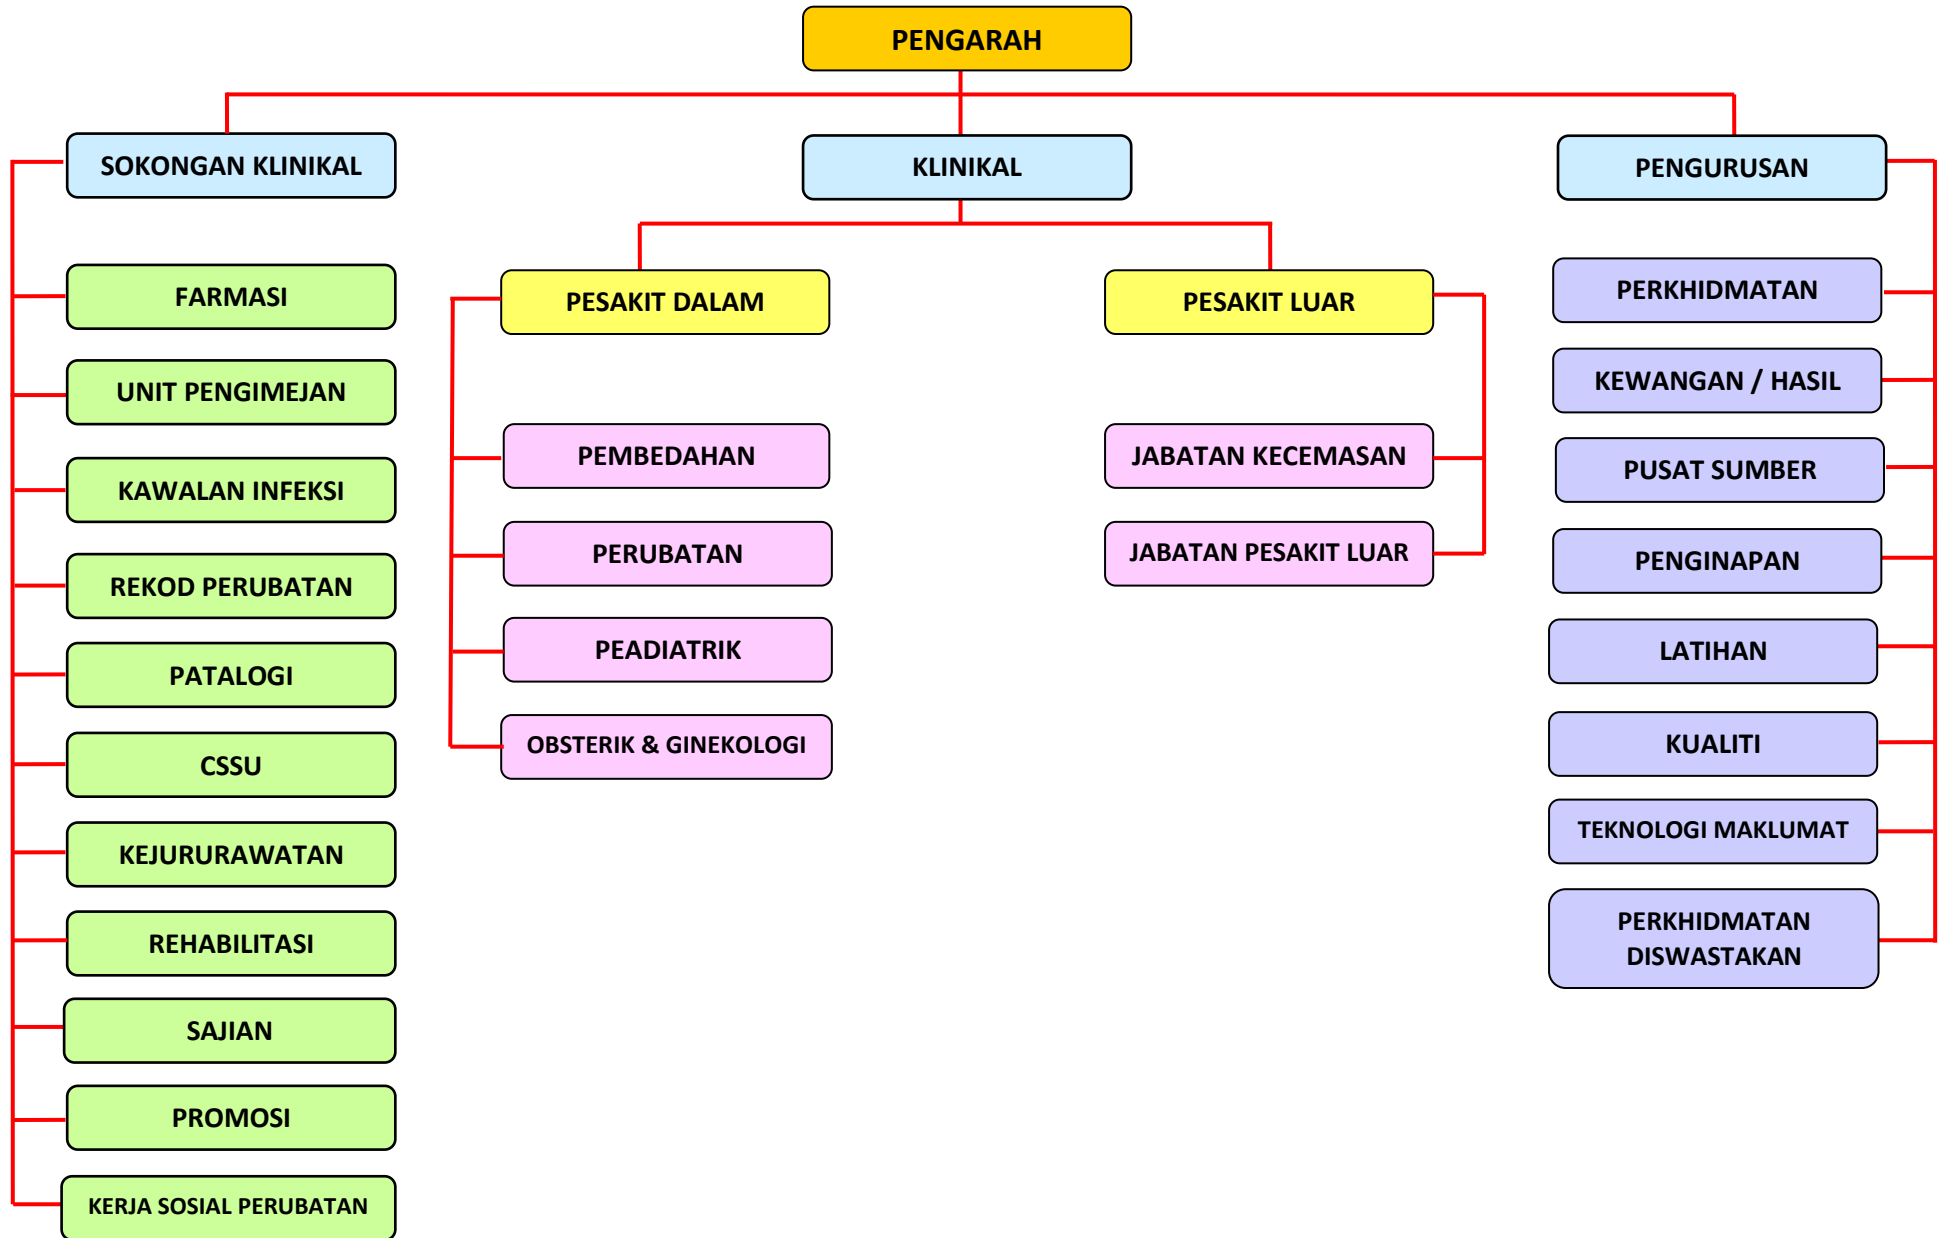 PENGARAH
SOKONGAN KLINIKAL
KLINIKAL
PENGURUSAN
FARMASI
UNIT PENGIMEJAN
KAWALAN INFEKSI
REKOD PERUBATAN
PATALOGI
CSSU
KEJURURAWATAN
REHABILITASI
SAJIAN
PROMOSI
KERJA SOSIAL PERUBATAN
PESAKIT DALAM
PEMBEDAHAN
PERUBATAN
PEADIATRIK
OBSTERIK & GINEKOLOGI
PESAKIT LUAR
JABATAN KECEMASAN
JABATAN PESAKIT LUAR
PERKHIDMATAN
KEWANGAN / HASIL
PUSAT SUMBER
PENGINAPAN
LATIHAN
KUALITI
TEKNOLOGI MAKLUMAT
PERKHIDMATAN
DISWASTAKAN